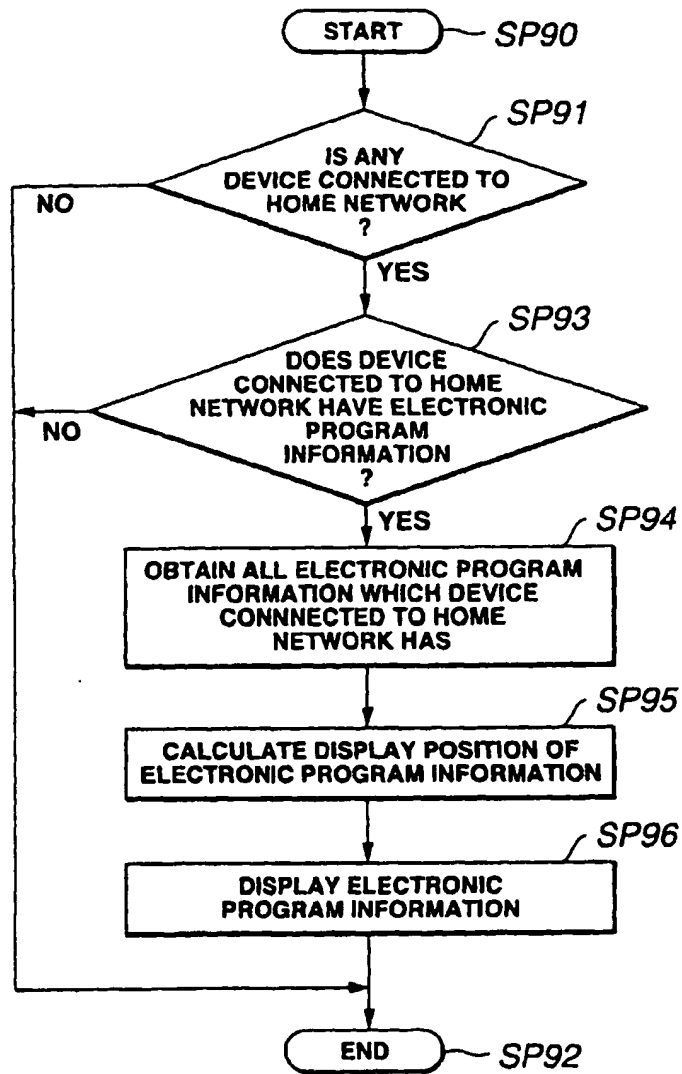 START
SP90
SP91
IS ANY
DEVICE CONNECTED TO
HOME NETWORK
?
NO
YES
SP93
DOES DEVICE
CONNECTED TO HOME
NETWORK HAVE ELECTRONIC
PROGRAM
INFORMATION
?
NO
YES
SP94
OBTAIN ALL ELECTRONIC PROGRAM
INFORMATION WHICH DEVICE
CONNNECTED TO HOME
NETWORK HAS
SP95
CALCULATE DISPLAY POSITION OF
ELECTRONIC PROGRAM INFORMATION
SP96
DISPLAY ELECTRONIC
PROGRAM INFORMATION
END
SP92